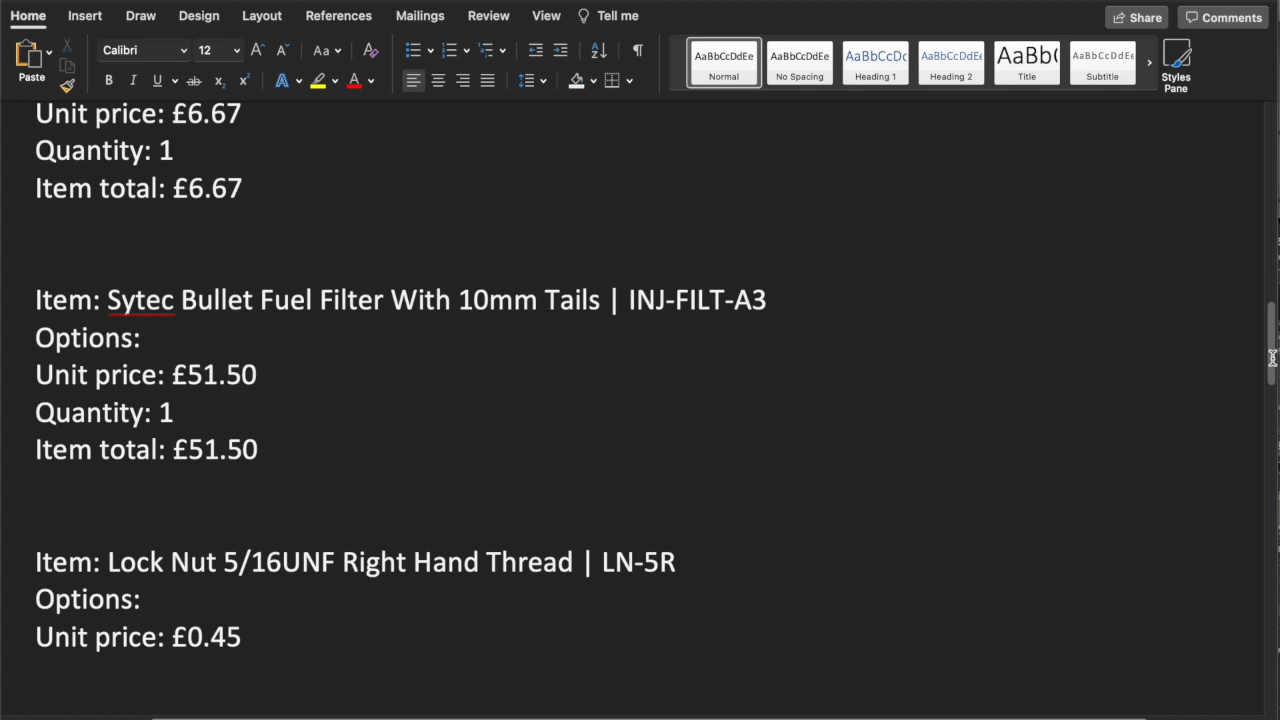 Home Insert Draw Design Layout References Mailings Review View Tell me Share Comments
Paste Calibri 12 Aa AaBbCcDdEe AaBbCcDdEe AaBbCcDc AaBbCcDdEe AaBb( AaBbCcDdEe
Normal No Spacing Heading 1 Heading 2 Title Subtitle Styles Pane
B I U ab x2 x2 A A
Unit price: £6.67
Quantity: 1
Item total: £6.67
Item: Sytec Bullet Fuel Filter With 10mm Tails | INJ-FILT-A3
Options:
Unit price: £51.50
Quantity: 1
Item total: £51.50
Item: Lock Nut 5/16UNF Right Hand Thread | LN-5R
Options:
Unit price: £0.45